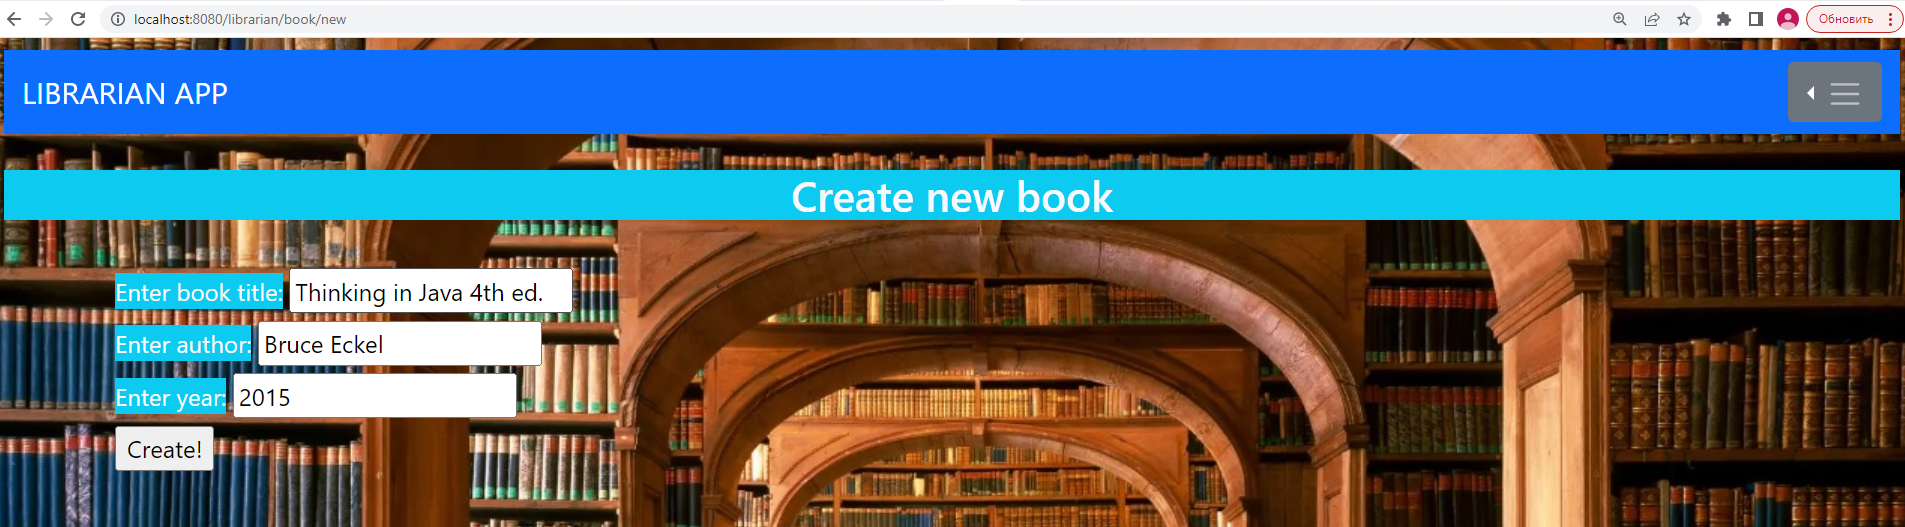 localhost:8080/librarian/book/new
Обновить
LIBRARIAN APP
Create new book
Enter book title: Thinking in Java 4th ed.
Enter author: Bruce Eckel
Enter year: 2015
Create!